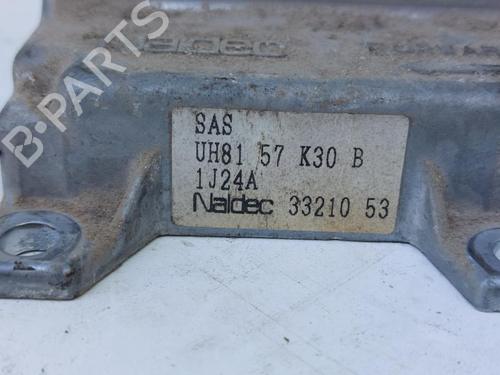 SAS
UH81 57 K30 B
1J24A
Naldec 33210 53
B-PARTS